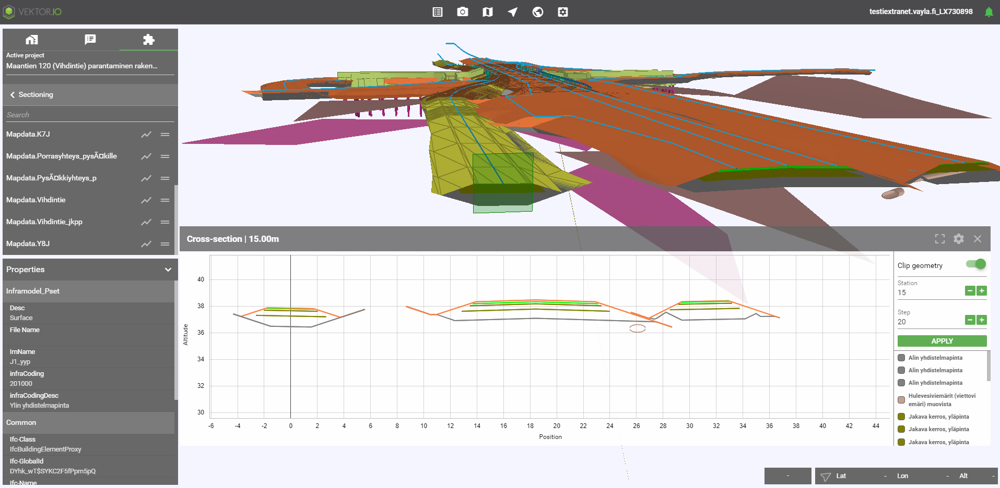 VEKTOR.IO
testiextranet.vayla.fi_LX730898
Active project
Maantien 120 (Vihdintie) parantaminen raken...
Sectioning
Search
Mapdata.K7J
Mapdata.Porrasyhteys_pysÃ¤kille
Mapdata.PysÃ¤kkiyhteys_p
Mapdata.Vihdintie
Mapdata.Vihdintie_jkpp
Mapdata.Y8J
Properties
Inframodel_Pset
Desc
Surface
File Name
ImName
J1_yyp
infraCoding
201000
infraCodingDesc
Ylin yhdistelmapinta
Common
Ifc-Class
IfcBuildingElementProxy
Ifc-GlobalId
DYhk_wT$SYKC2F5fPpm5pQ
Ifc-Name
Cross-section | 15.00m
Altitude
40
38
36
34
32
30
-6 -4 -2 0 2 4 6 8 10 12 14 16 18 20 22 24 26 28 30 32 34 36 38 40 42 44
Position
Clip geometry
Station
15
Step
20
APPLY
Alin yhdistelmapinta
Alin yhdistelmapinta
Alin yhdistelmapinta
Hulevesiviemärit (viettovi
emäri) muovista
Jakava kerros, yläpinta
Jakava kerros, yläpinta
Jakava kerros, yläpinta
- Lat - Lon - Alt -